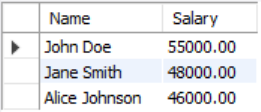 Name Salary
John Doe 55000.00
Jane Smith 48000.00
Alice Johnson 46000.00